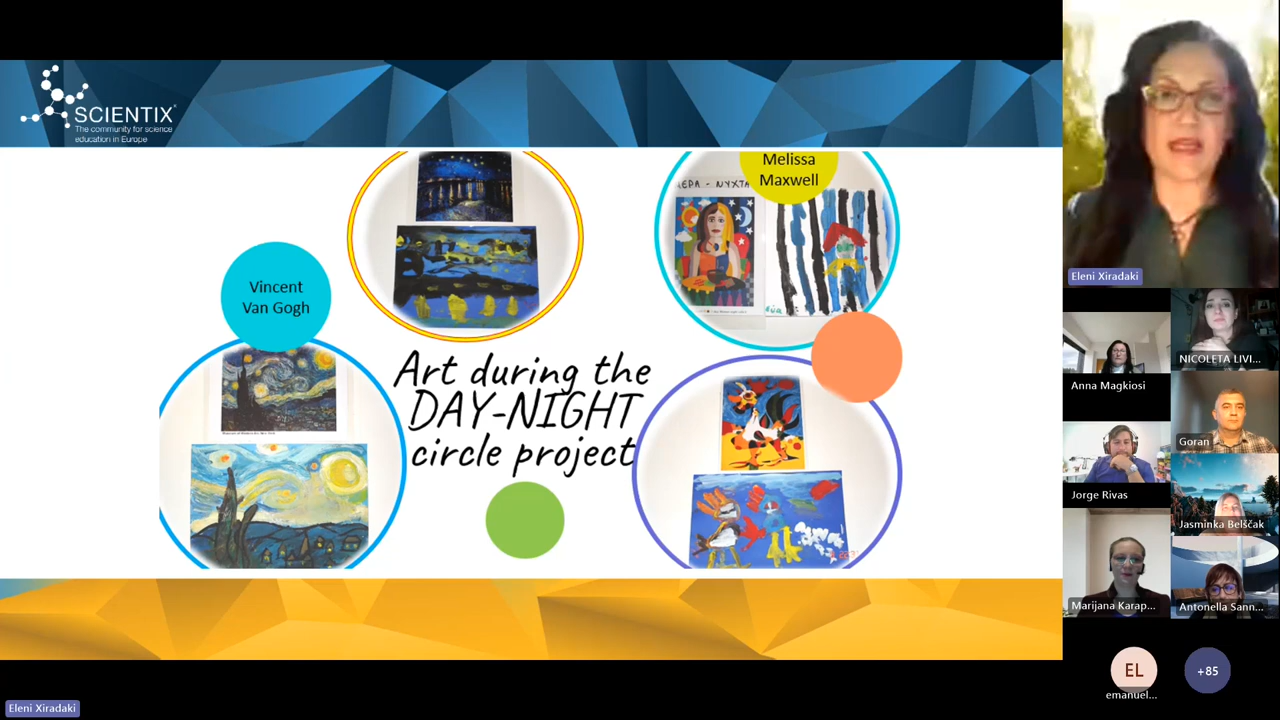 SCIENTIX
The community for science
education in Europe
Melissa
Maxwell
ΕΡΑ - ΝΥΧΤΑ
Vincent
Van Gogh
Art during the
DAY-NIGHT
circle project
Eleni Xiradaki
Anna Magkiosi
NICOLETA LIVI...
Goran
Jorge Rivas
Jasminka Belščak
Marijana Karap...
Antonella Sann...
EL
emanuel...
+85
Eleni Xiradaki